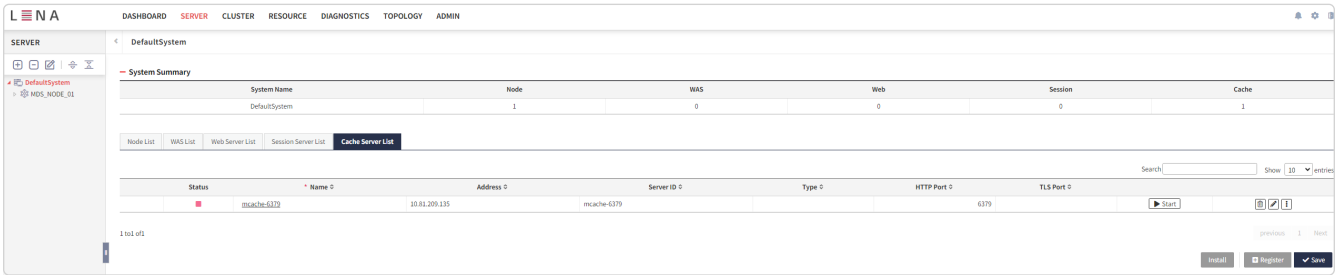 LENA
DASHBOARD SERVER CLUSTER RESOURCE DIAGNOSTICS TOPOLOGY ADMIN
SERVER
DefaultSystem
DefaultSystem
MDS_NODE_01
System Summary
System Name Node WAS Web Session Cache
DefaultSystem 1 0 0 0 1
Node List WAS List Web Server List Session Server List Cache Server List
Search Show 10 entries
Status * Name Address Server ID Type HTTP Port TLS Port
mcache-6379 10.81.209.135 mcache-6379 6379 Start
1 to1 of1
previous 1 Next
Install Register Save